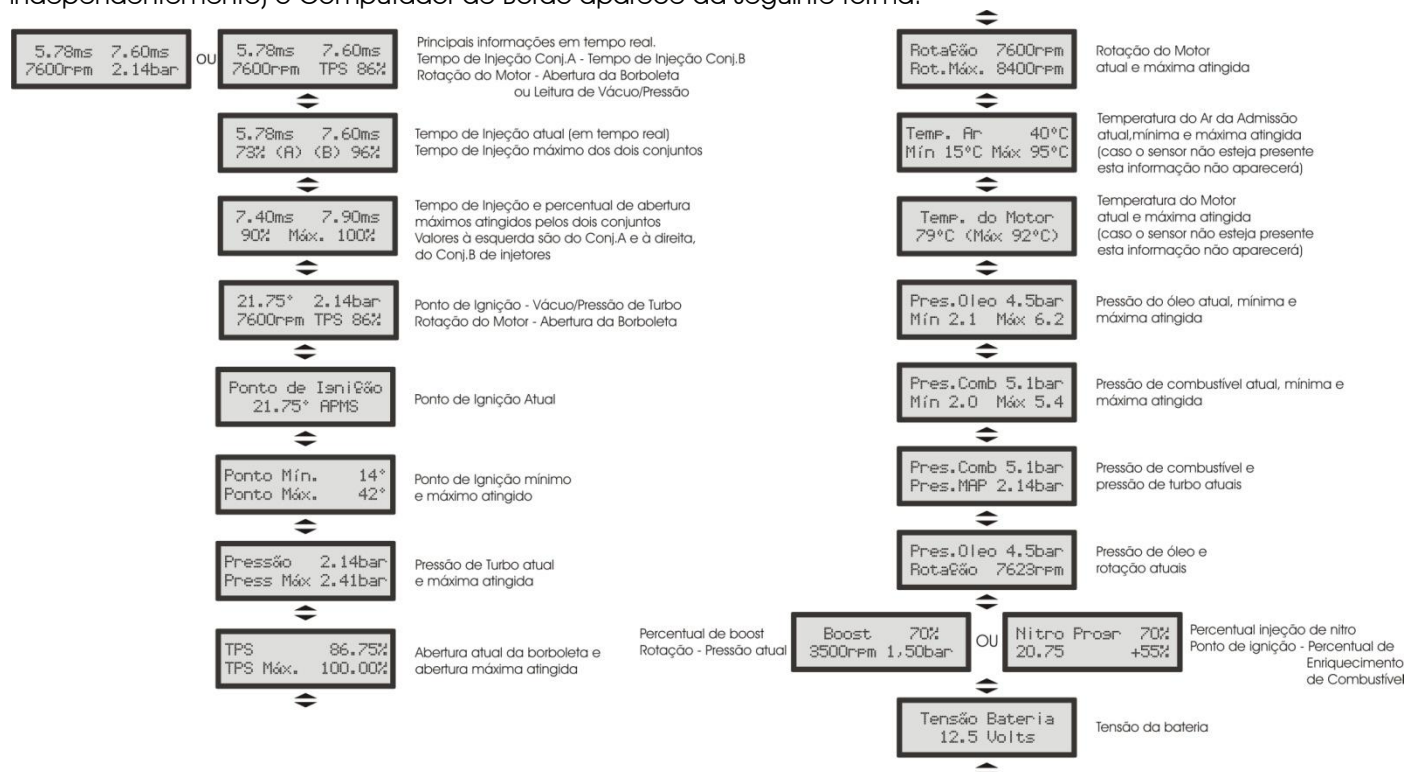 independentemente) o Computador de Bordo aparece da seguinte forma:
5.78ms 7.60ms
7600rpm 2.14bar
OU
5.78ms 7.60ms
7600rpm TPS 86%
Principais informações em tempo real.
Tempo de Injeção Conj.A - Tempo de Injeção Conj.B
Rotação do Motor - Abertura da Borboleta
ou Leitura de Vácuo/Pressão
5.78ms 7.60ms
73% (A) (B) 96%
Tempo de Injeção atual (em tempo real)
Tempo de Injeção máximo dos dois conjuntos
7.40ms 7.90ms
90% Máx. 100%
Tempo de Injeção e percentual de abertura
máximos atingidos pelos dois conjuntos
Valores à esquerda são do Conj.A e à direita,
do Conj.B de injetores
21.75° 2.14bar
7600rpm TPS 86%
Ponto de Ignição - Vácuo/Pressão de Turbo
Rotação do Motor - Abertura da Borboleta
Ponto de Ignição
21.75° APMS
Ponto de Ignição Atual
Ponto Mín. 14°
Ponto Máx. 42°
Ponto de Ignição mínimo
e máximo atingido
Pressão 2.14bar
Press Máx 2.41bar
Pressão de Turbo atual
e máxima atingida
TPS 86.75%
TPS Máx. 100.00%
Abertura atual da borboleta e
abertura máxima atingida
Rotação 7600rpm
Rot.Máx. 8400rpm
Rotação do Motor
atual e máxima atingida
Temp. Ar 40°C
Mín 15°C Máx 95°C
Temperatura do Ar da Admissão
atual,mínima e máxima atingida
(caso o sensor não esteja presente
esta informação não aparecerá)
Temp. do Motor
79°C (Máx 92°C)
Temperatura do Motor
atual e máxima atingida
(caso o sensor não esteja presente
esta informação não aparecerá)
Pres.Oleo 4.5bar
Mín 2.1 Máx 6.2
Pressão do óleo atual, mínima e
máxima atingida
Pres.Comb 5.1bar
Mín 2.0 Máx 5.4
Pressão de combustível atual, mínima e
máxima atingida
Pres.Comb 5.1bar
Pres.MAP 2.14bar
Pressão de combustível e
pressão de turbo atuais
Pres.Oleo 4.5bar
Rotação 7623rpm
Pressão de óleo e
rotação atuais
Percentual de boost
Rotação - Pressão atual
Boost 70%
3500rpm 1,50bar
OU
Nitro Progr 70%
20.75 +55%
Percentual injeção de nitro
Ponto de ignição - Percentual de
Enriquecimento
de Combustível
Tensão Bateria
12.5 Volts
Tensão da bateria